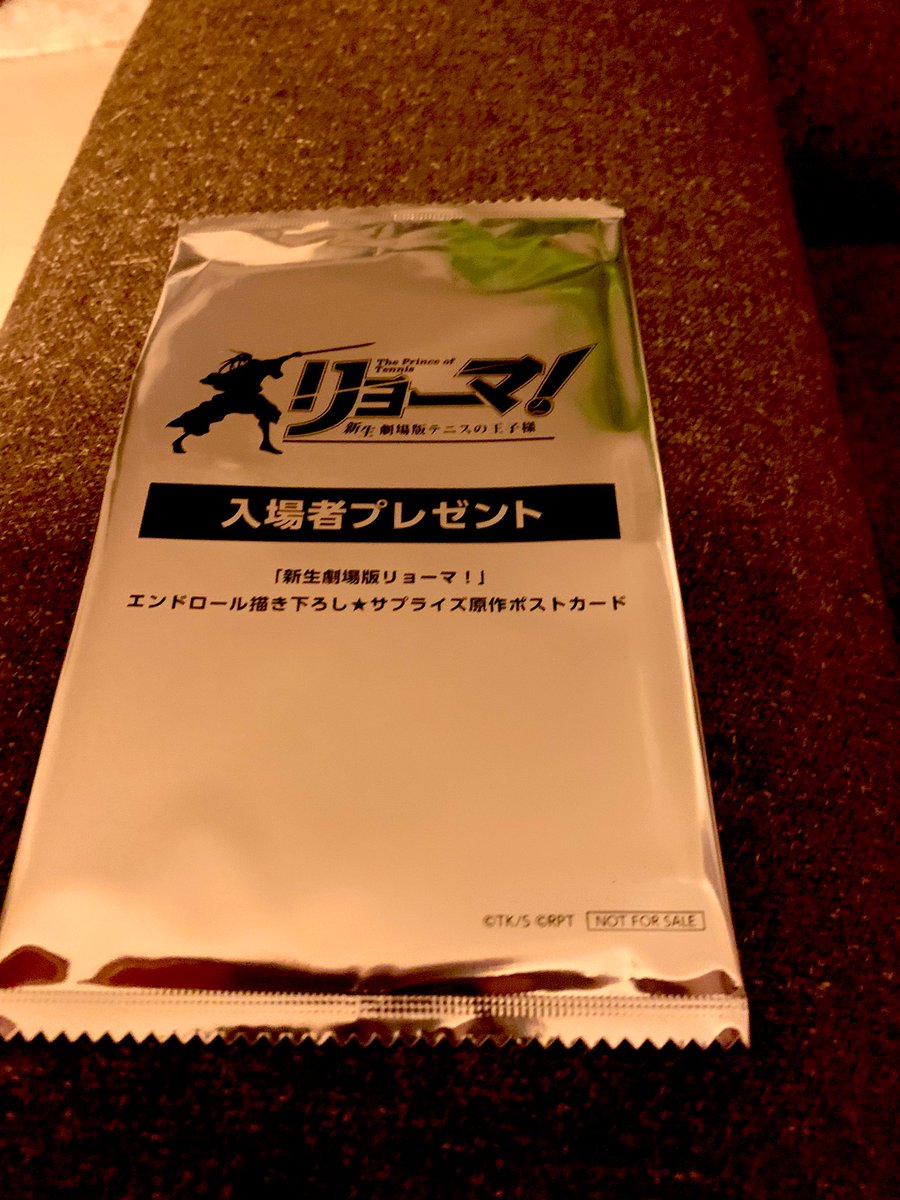 The Prince of
Tennis
リョーマ!
新生劇場版テニスの王子様
入場者プレゼント
「新生劇場版リョーマ!」
エンドロール描き下ろし★サプライズ原作ポストカード
©TK/S ©RPT NOT FOR SALE